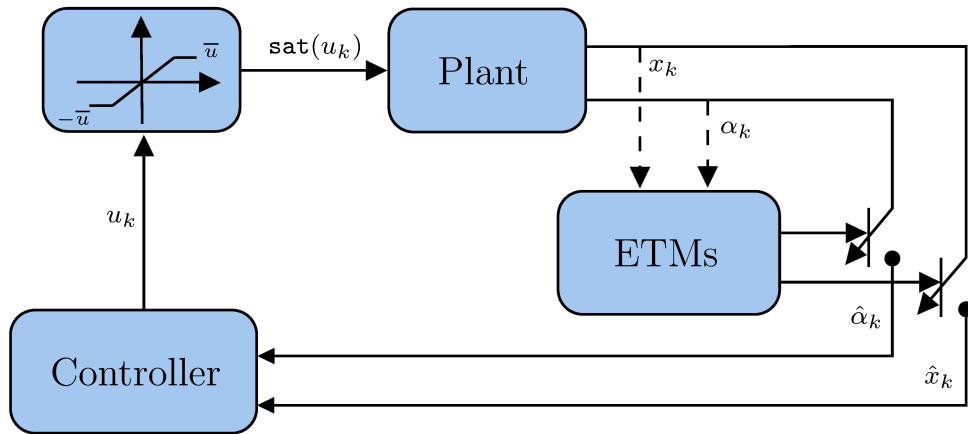 u̅
-u̅
sat(u_k)
Plant
x_k
α_k
u_k
ETMs
α̂_k
Controller
x̂_k